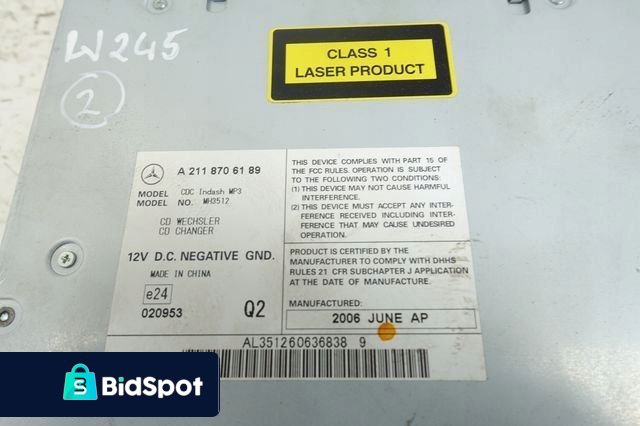 W245
2
CLASS 1
LASER PRODUCT
A 211 870 61 89
MODEL CDC Indash MP3
MODEL NO. MH3512
CD WECHSLER
CD CHANGER
12V D.C. NEGATIVE GND.
MADE IN CHINA
e24
020953 Q2
THIS DEVICE COMPLIES WITH PART 15 OF
THE FCC RULES. OPERATION IS SUBJECT
TO THE FOLLOWING TWO CONDITIONS:
(1) THIS DEVICE MAY NOT CAUSE HARMFUL
INTERFERENCE.
(2) THIS DEVICE MUST ACCEPT ANY INTER-
FERENCE RECEIVED INCLUDING INTER-
FERENCE THAT MAY CAUSE UNDESIRED
OPERATION.
PRODUCT IS CERTIFIED BY THE
MANUFACTURER TO COMPLY WITH DHHS
RULES 21 CFR SUBCHAPTER J APPLICATION
AT THE DATE OF MANUFACTURE.
MANUFACTURED:
2006 JUNE AP
AL351260636838 9
S
BidSpot